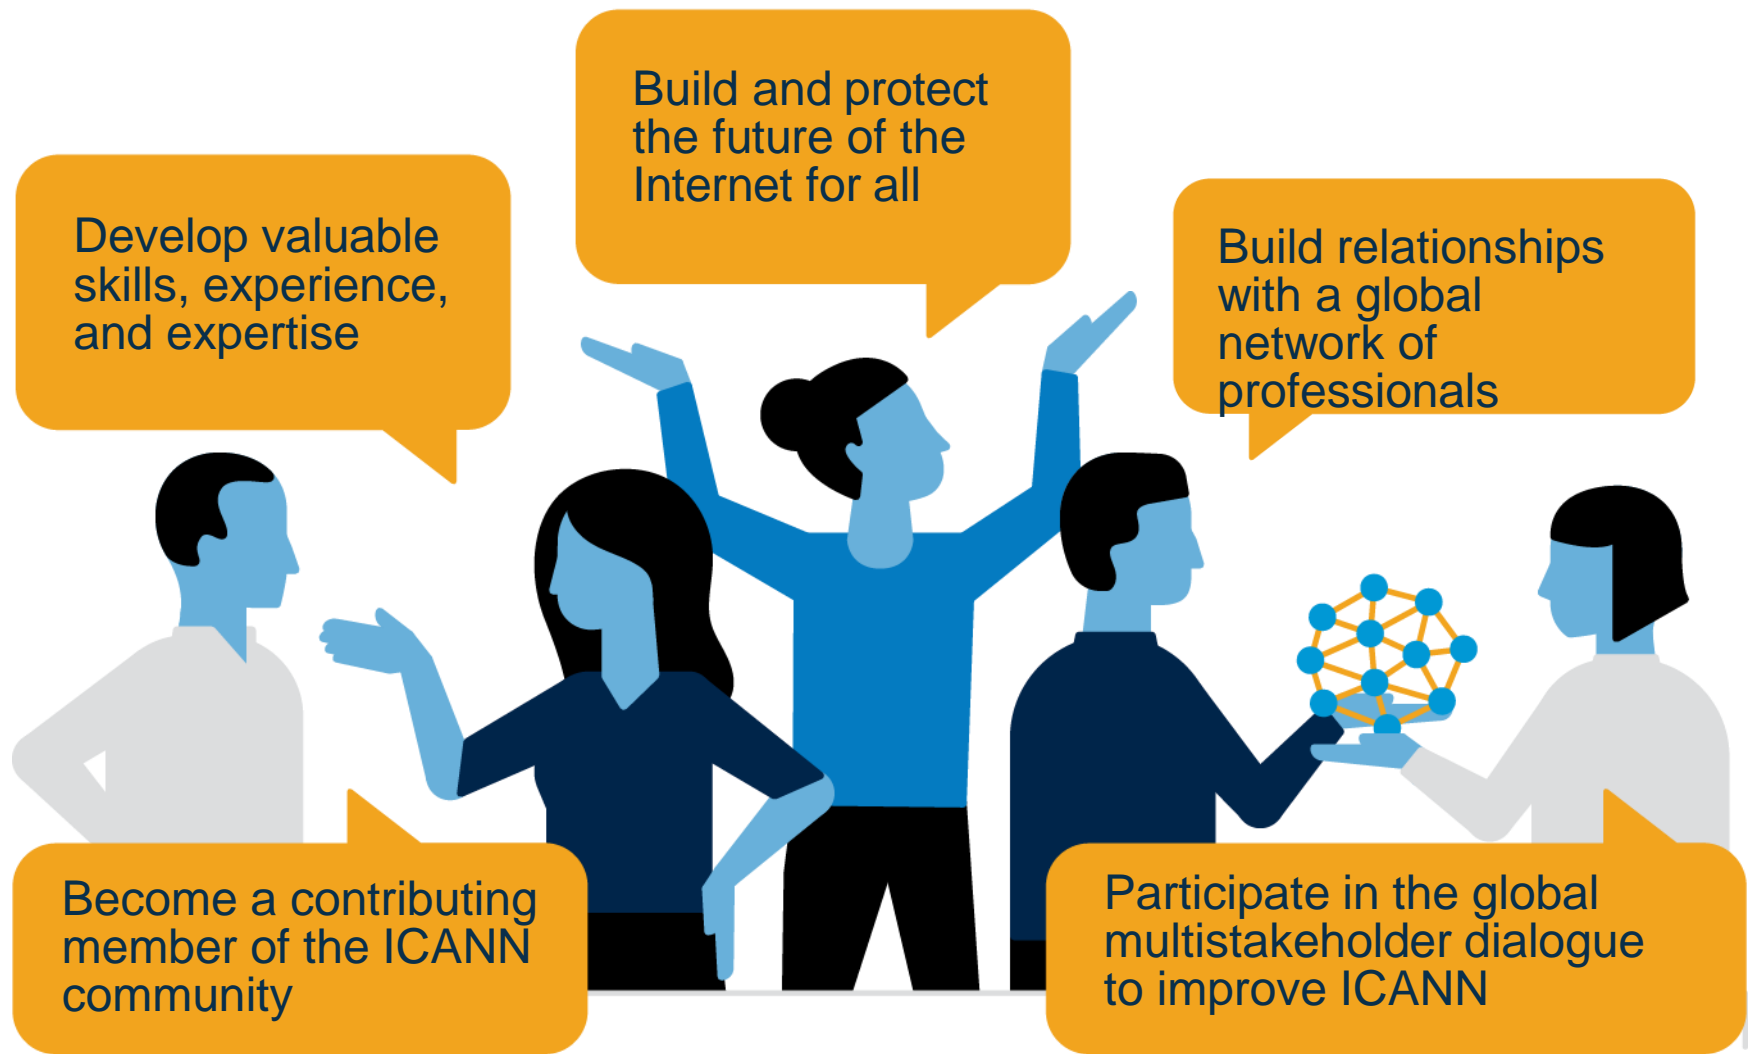 Build and protect
the future of the
Internet for all
Develop valuable
skills, experience,
and expertise
Build relationships
with a global
network of
professionals
Become a contributing
member of the ICANN
community
Participate in the global
multistakeholder dialogue
to improve ICANN